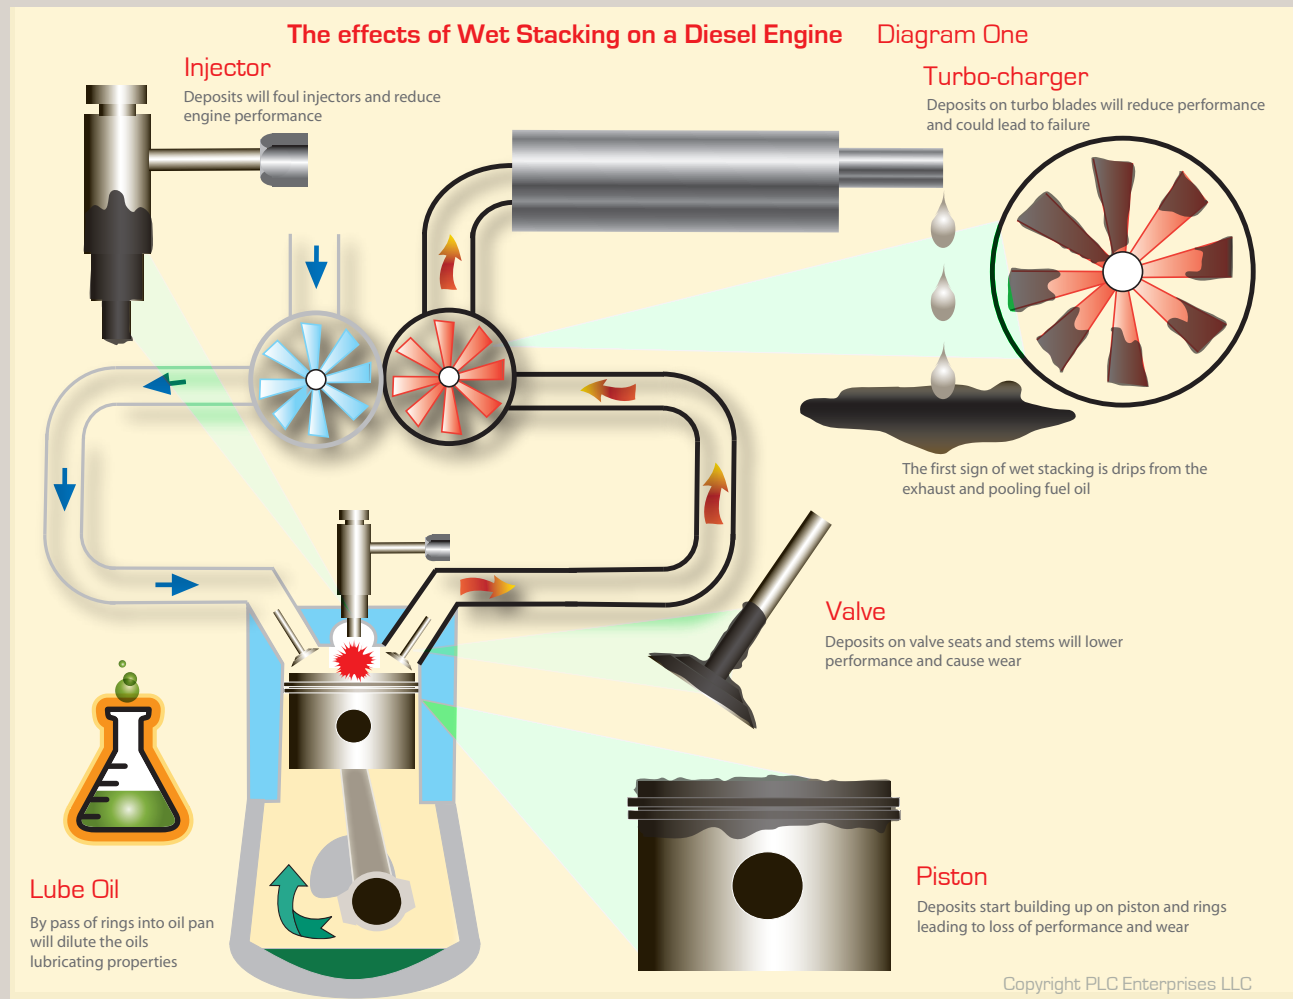 The effects of Wet Stacking on a Diesel Engine Diagram One
Injector
Deposits will foul injectors and reduce
engine performance
Turbo-charger
Deposits on turbo blades will reduce performance
and could lead to failure
The first sign of wet stacking is drips from the
exhaust and pooling fuel oil
Valve
Deposits on valve seats and stems will lower
performance and cause wear
Lube Oil
By pass of rings into oil pan
will dilute the oils
lubricating properties
Piston
Deposits start building up on piston and rings
leading to loss of performance and wear
Copyright PLC Enterprises LLC